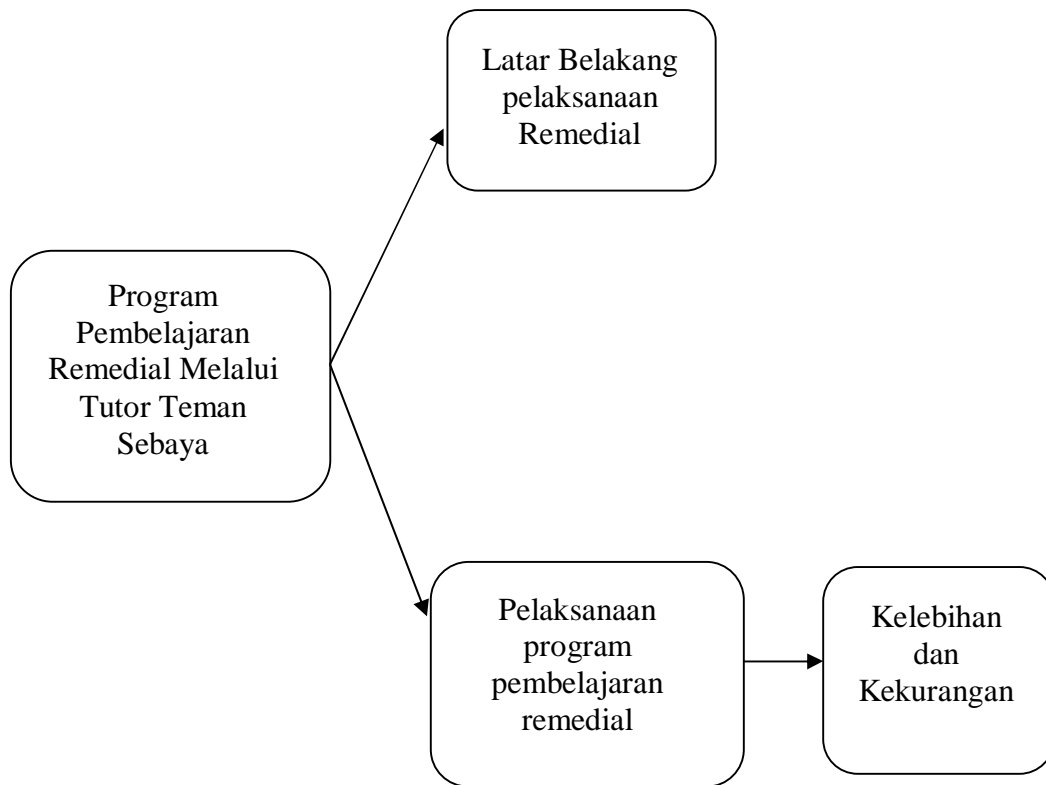 Latar Belakang
pelaksanaan
Remedial
Program
Pembelajaran
Remedial Melalui
Tutor Teman
Sebaya
Pelaksanaan
program
pembelajaran
remedial
Kelebihan
dan
Kekurangan